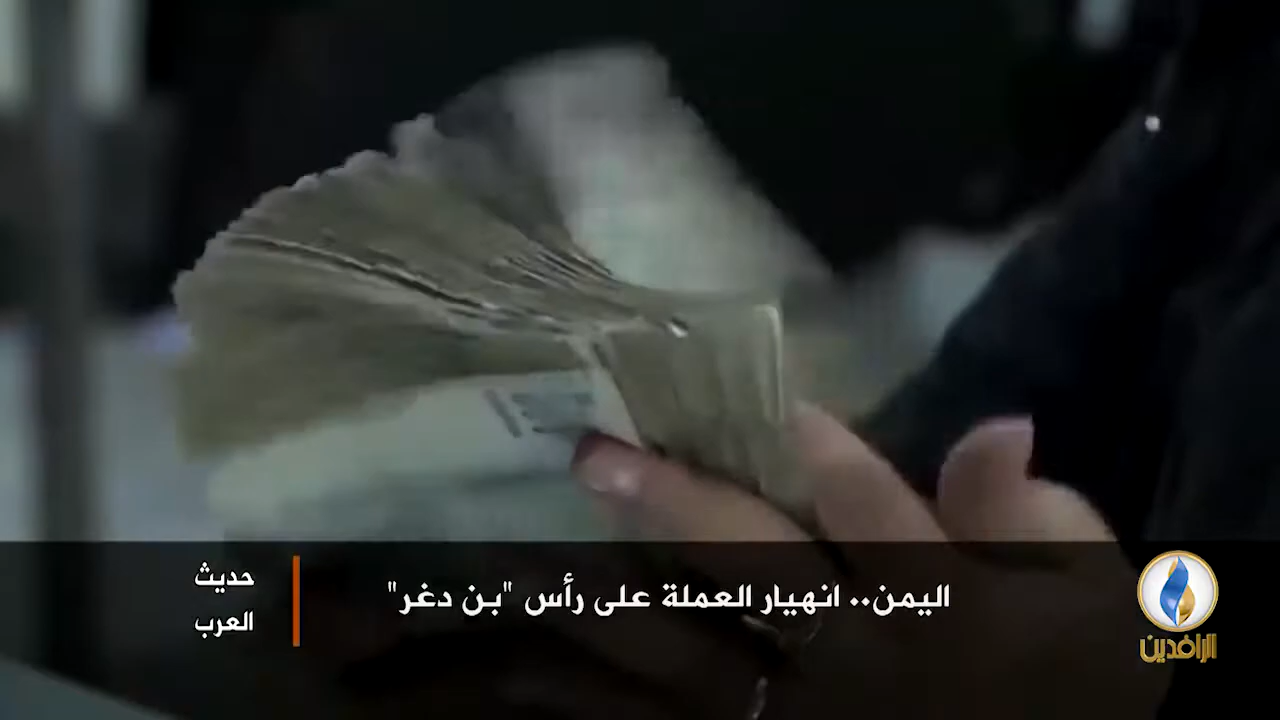 اليمن.. انهيار العملة على رأس "بن دغر"
حديث
العرب
الرافدين